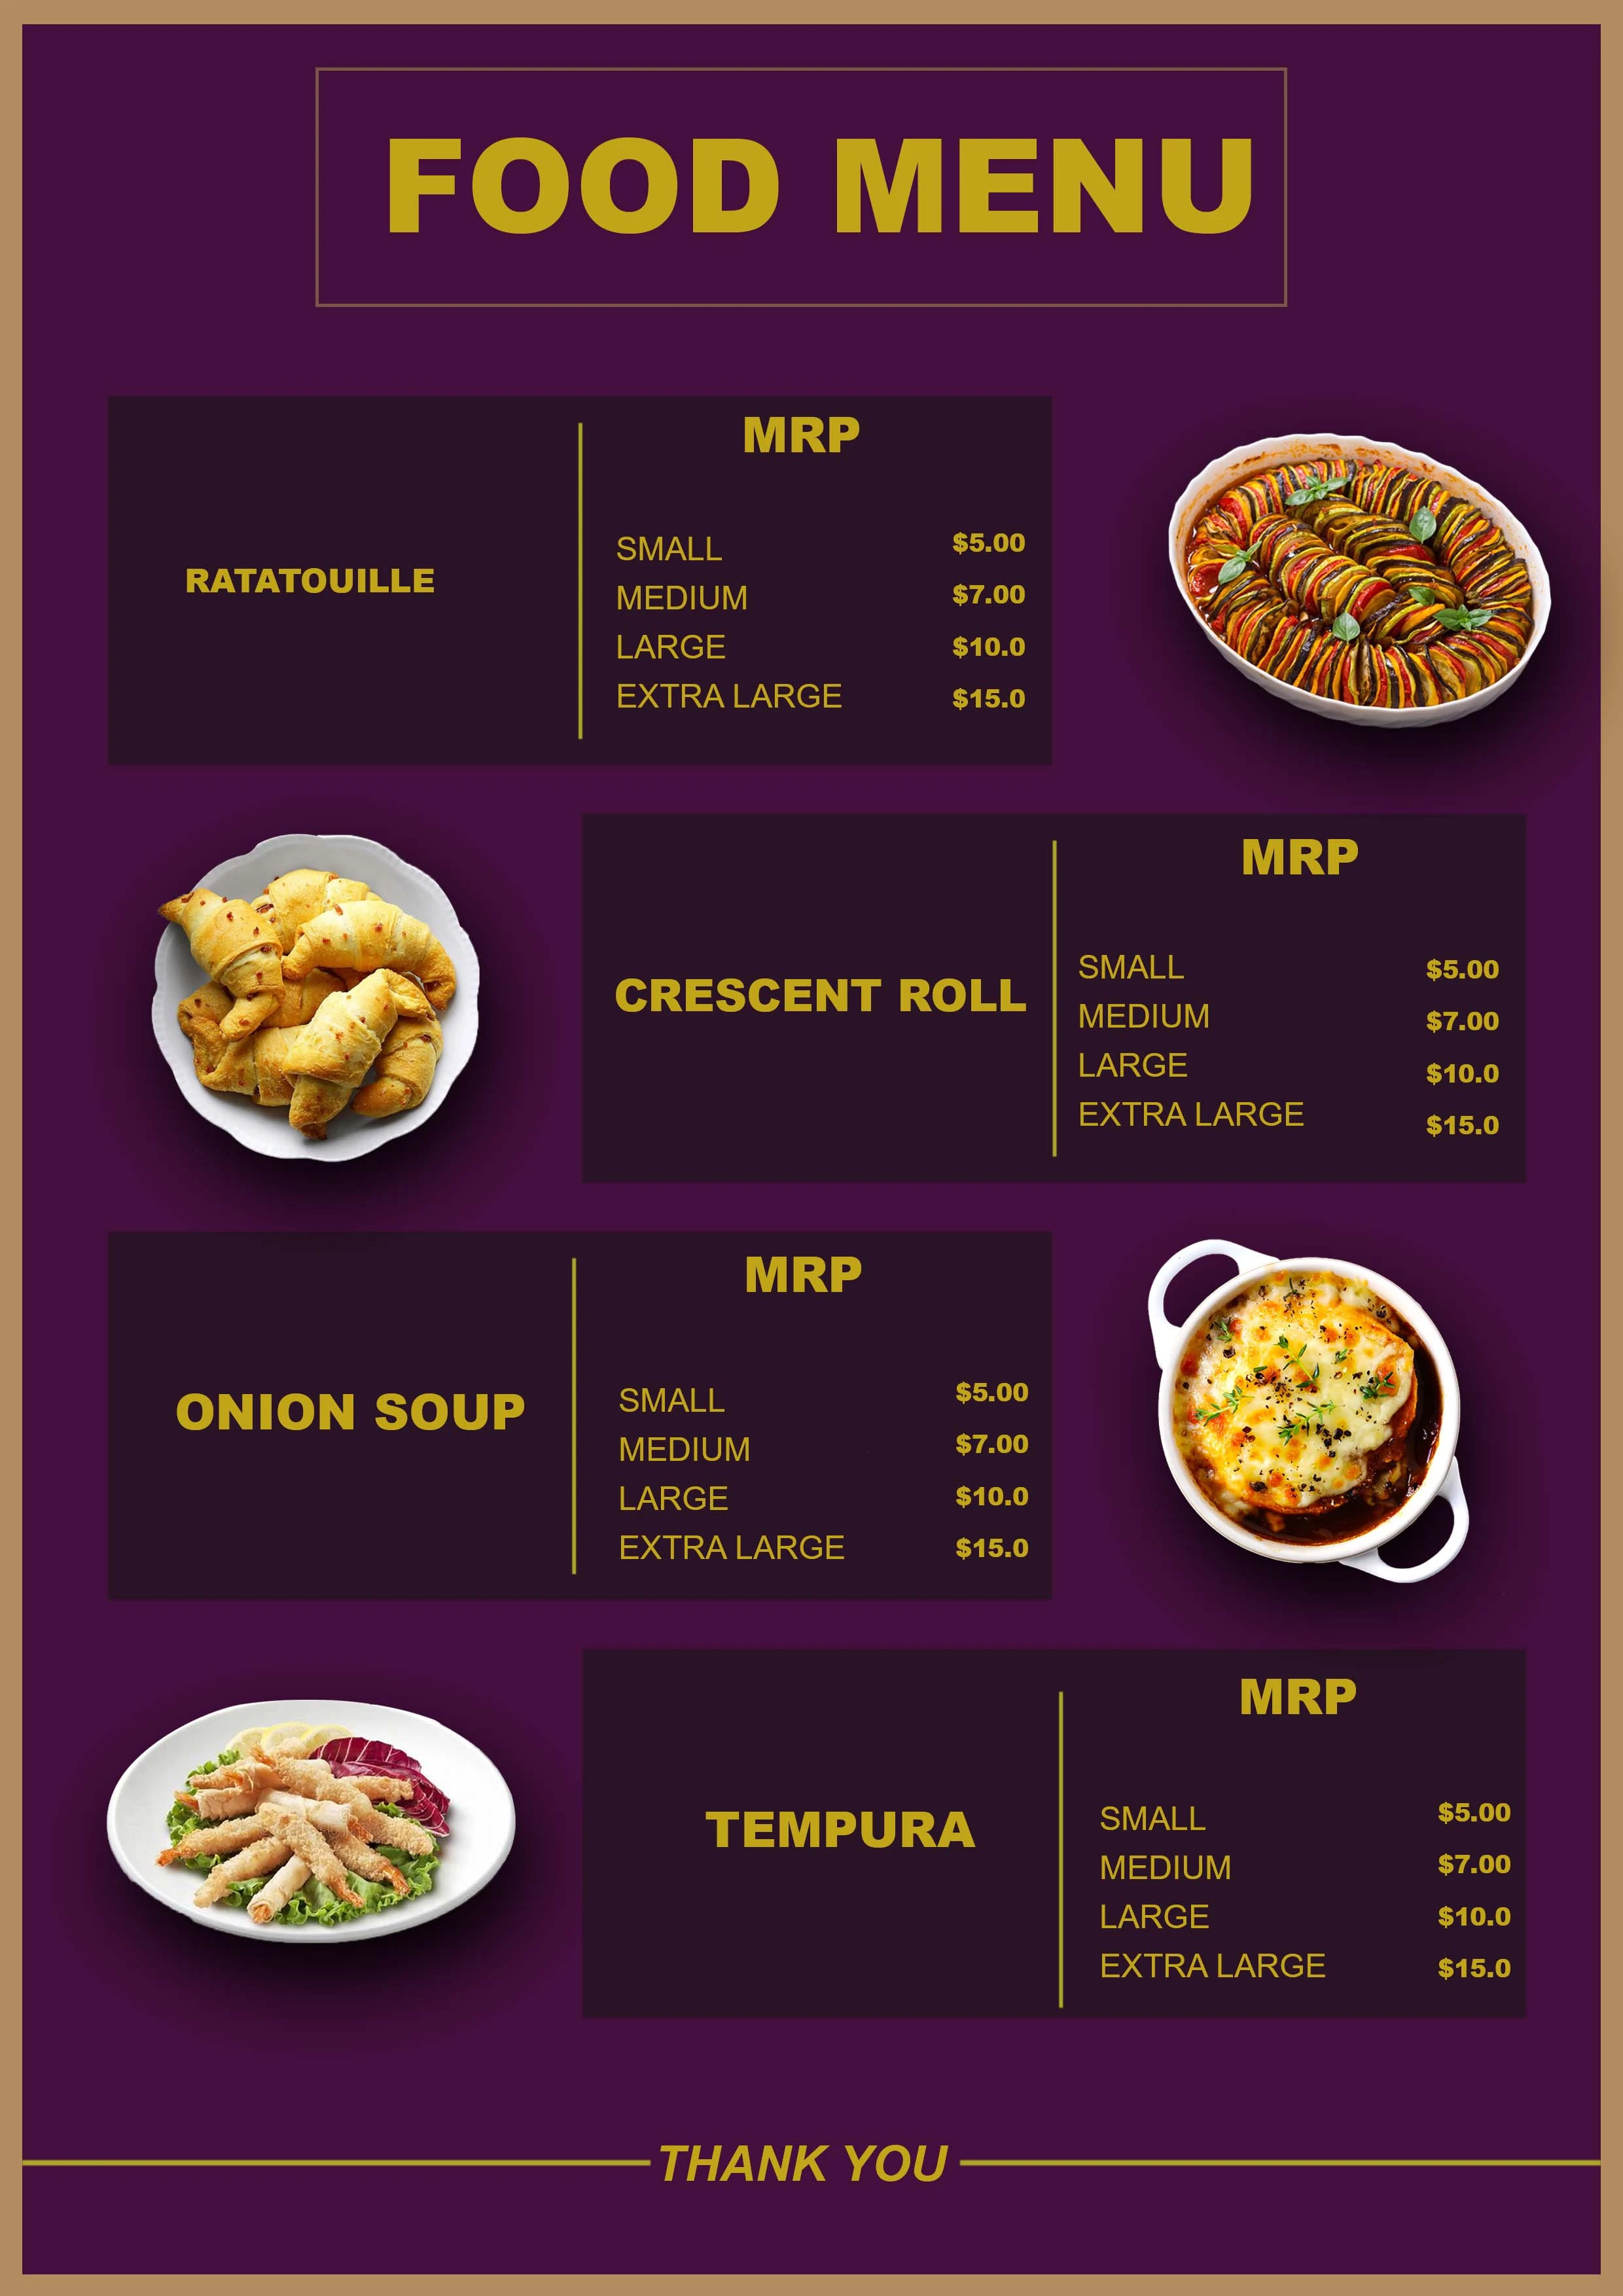 FOOD MENU
MRP
RATATOUILLE
SMALL $5.00
MEDIUM $7.00
LARGE $10.0
EXTRA LARGE $15.0
MRP
CRESCENT ROLL
SMALL $5.00
MEDIUM $7.00
LARGE $10.0
EXTRA LARGE $15.0
MRP
ONION SOUP
SMALL $5.00
MEDIUM $7.00
LARGE $10.0
EXTRA LARGE $15.0
MRP
TEMPURA
SMALL $5.00
MEDIUM $7.00
LARGE $10.0
EXTRA LARGE $15.0
THANK YOU